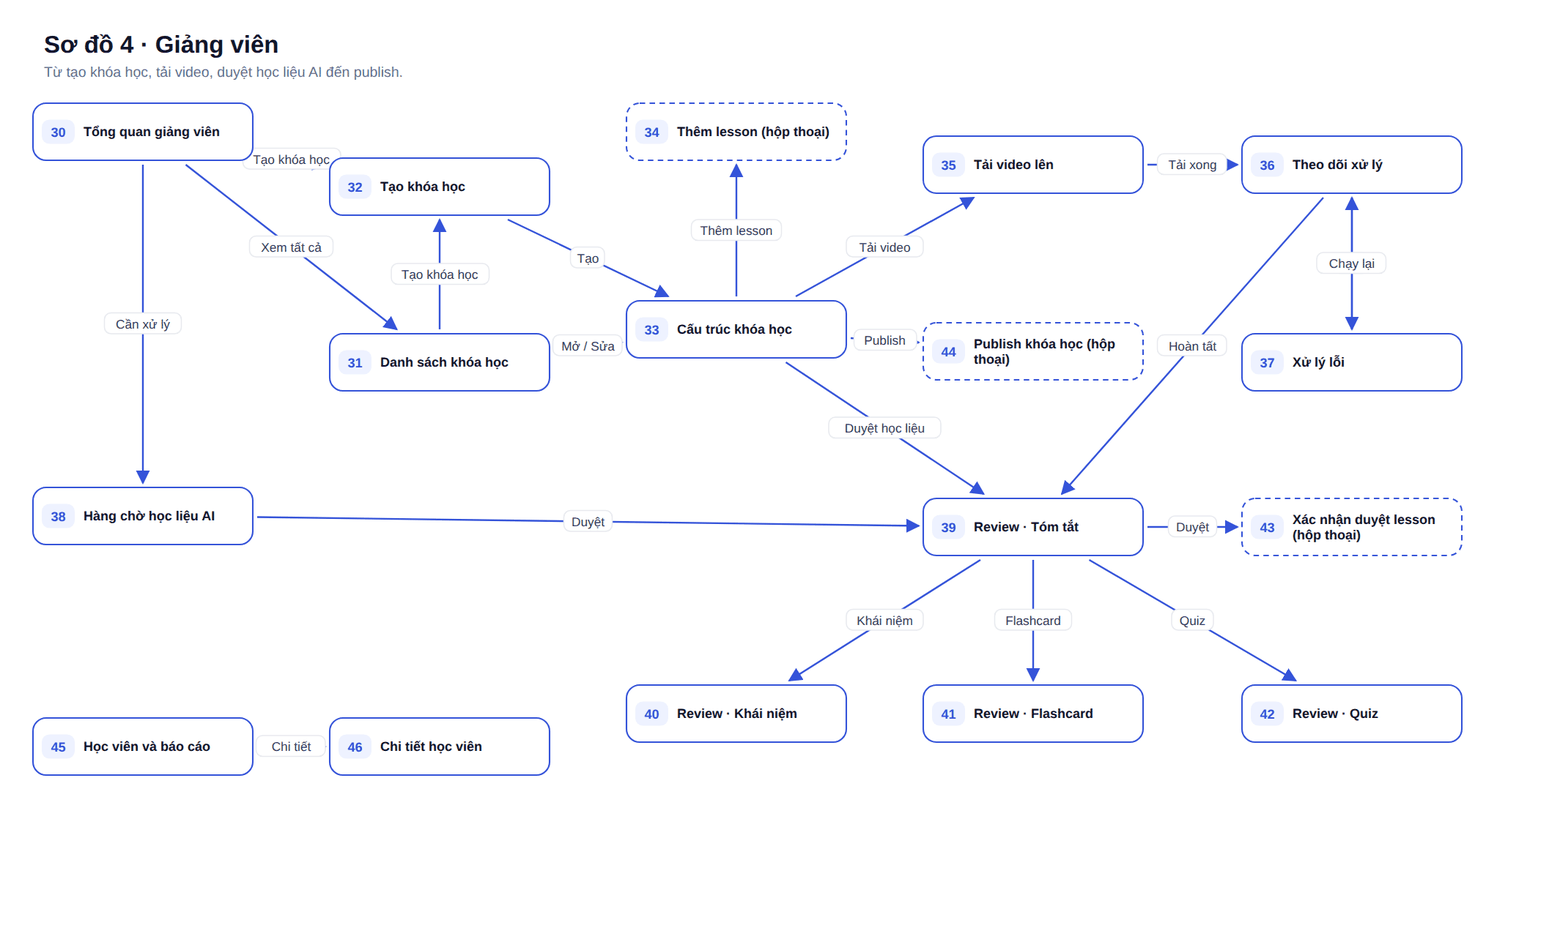 Sơ đồ 4 · Giảng viên
Từ tạo khóa học, tải video, duyệt học liệu AI đến publish.
30 Tổng quan giảng viên
34 Thêm lesson (hộp thoại)
35 Tải video lên
Tải xong
36 Theo dõi xử lý
Tạo khóa học
32 Tạo khóa học
Thêm lesson
Xem tất cả
Tải video
Tạo
Chạy lại
Tạo khóa học
Cần xử lý
33 Cấu trúc khóa học
Publish
44 Publish khóa học (hộp
thoại)
Mở / Sửa
Hoàn tất
31 Danh sách khóa học
37 Xử lý lỗi
Duyệt học liệu
38 Hàng chờ học liệu AI
Duyệt
39 Review · Tóm tắt
Duyệt
43 Xác nhận duyệt lesson
(hộp thoại)
Khái niệm
Flashcard
Quiz
40 Review · Khái niệm
41 Review · Flashcard
42 Review · Quiz
45 Học viên và báo cáo
Chi tiết
46 Chi tiết học viên